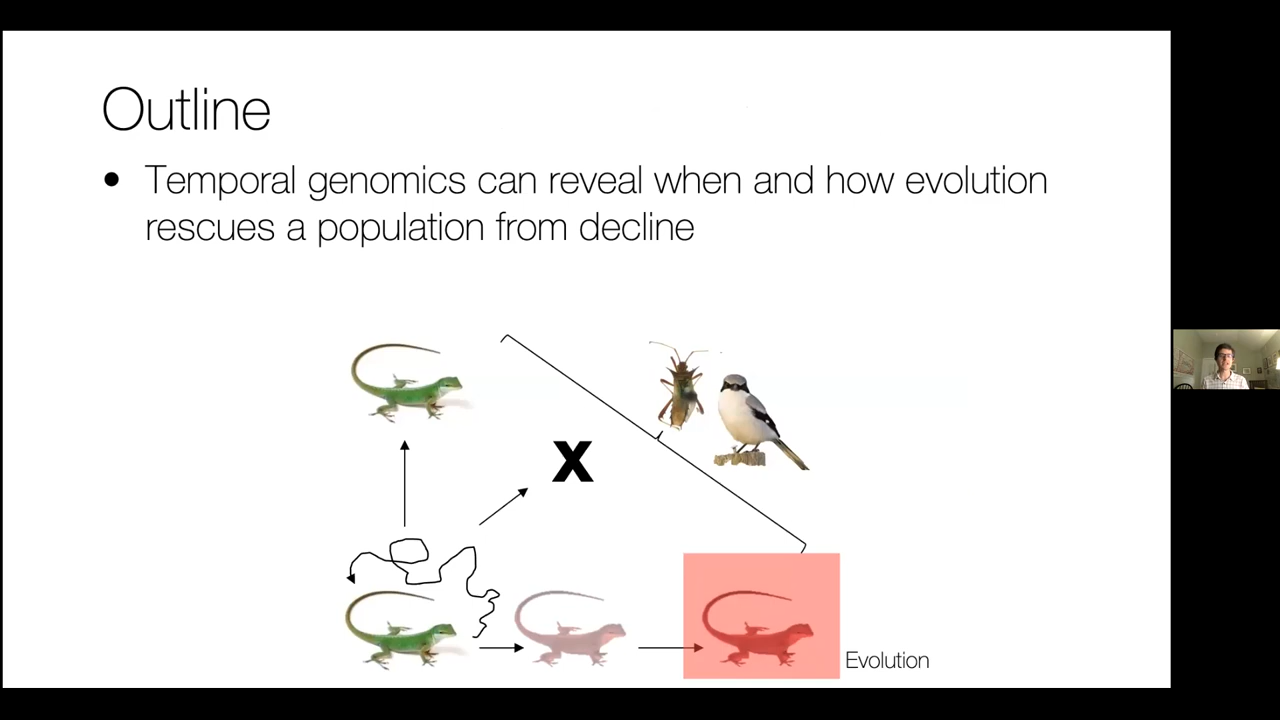 Outline
• Temporal genomics can reveal when and how evolution
rescues a population from decline
X
Evolution